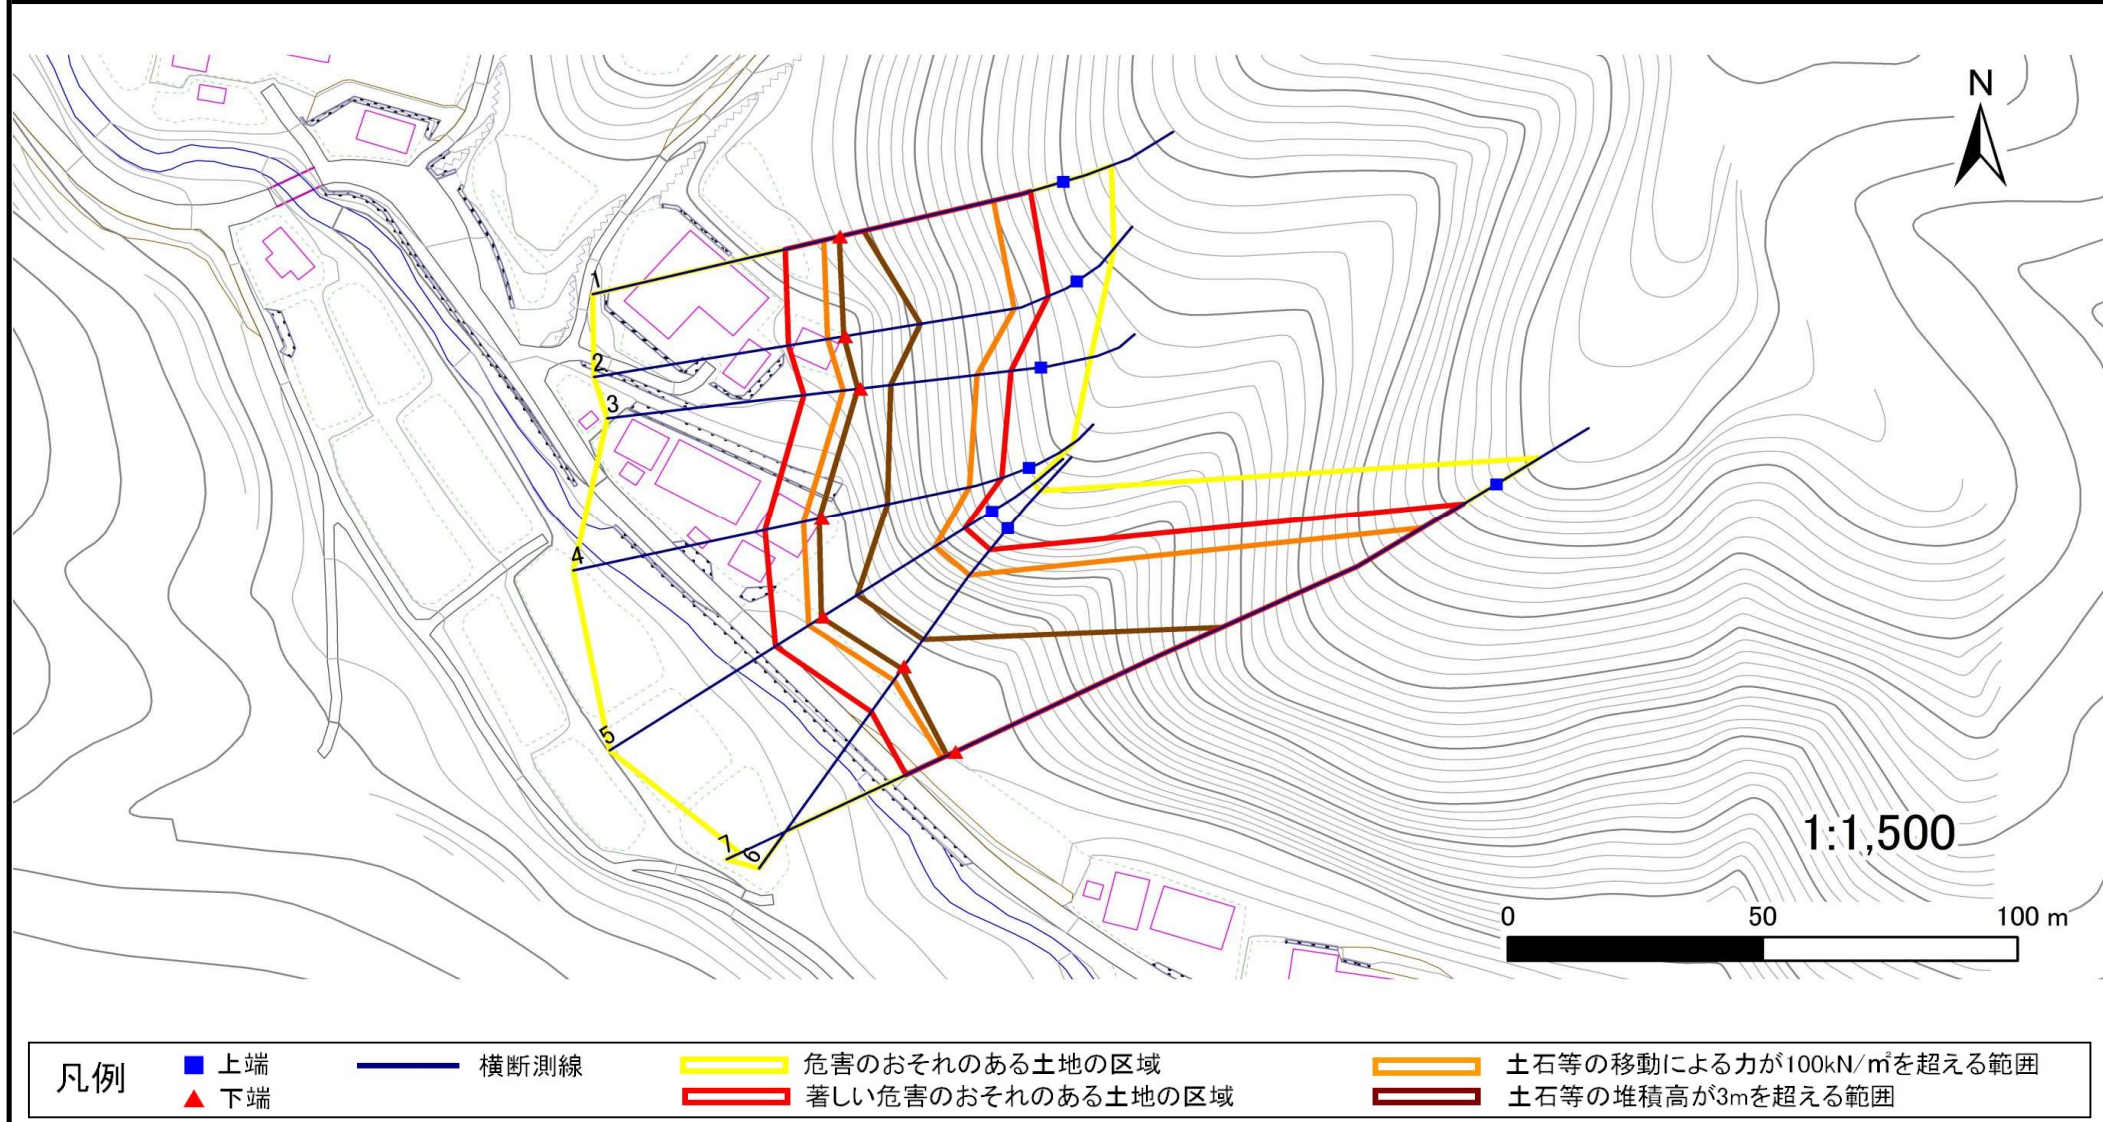 N
1
2
3
4
5
7
6
1:1,500
0 50 100 m
凡例
上端
下端
横断測線
危害のおそれのある土地の区域
著しい危害のおそれのある土地の区域
土石等の移動による力が100kN/㎡を超える範囲
土石等の堆積高が3mを超える範囲